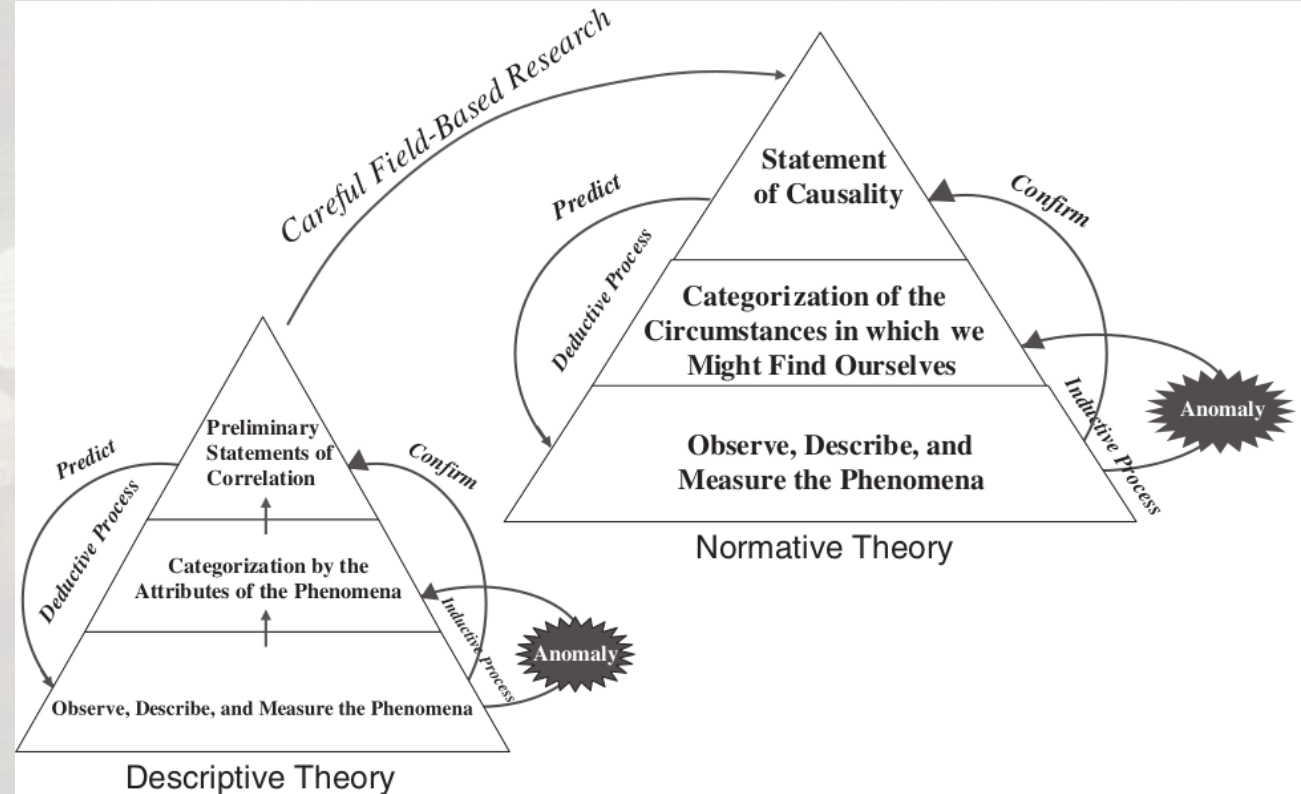 Careful Field-Based Research
Statement
of Causality
Predict
Confirm
Deductive Process
Categorization of the
Circumstances in which we
Might Find Ourselves
Inductive Process
Anomaly
Observe, Describe, and
Measure the Phenomena
Normative Theory
Preliminary
Statements of
Correlation
Predict
Confirm
Deductive Process
Categorization by the
Attributes of the Phenomena
Inductive Process
Anomaly
Observe, Describe, and Measure the Phenomena
Descriptive Theory